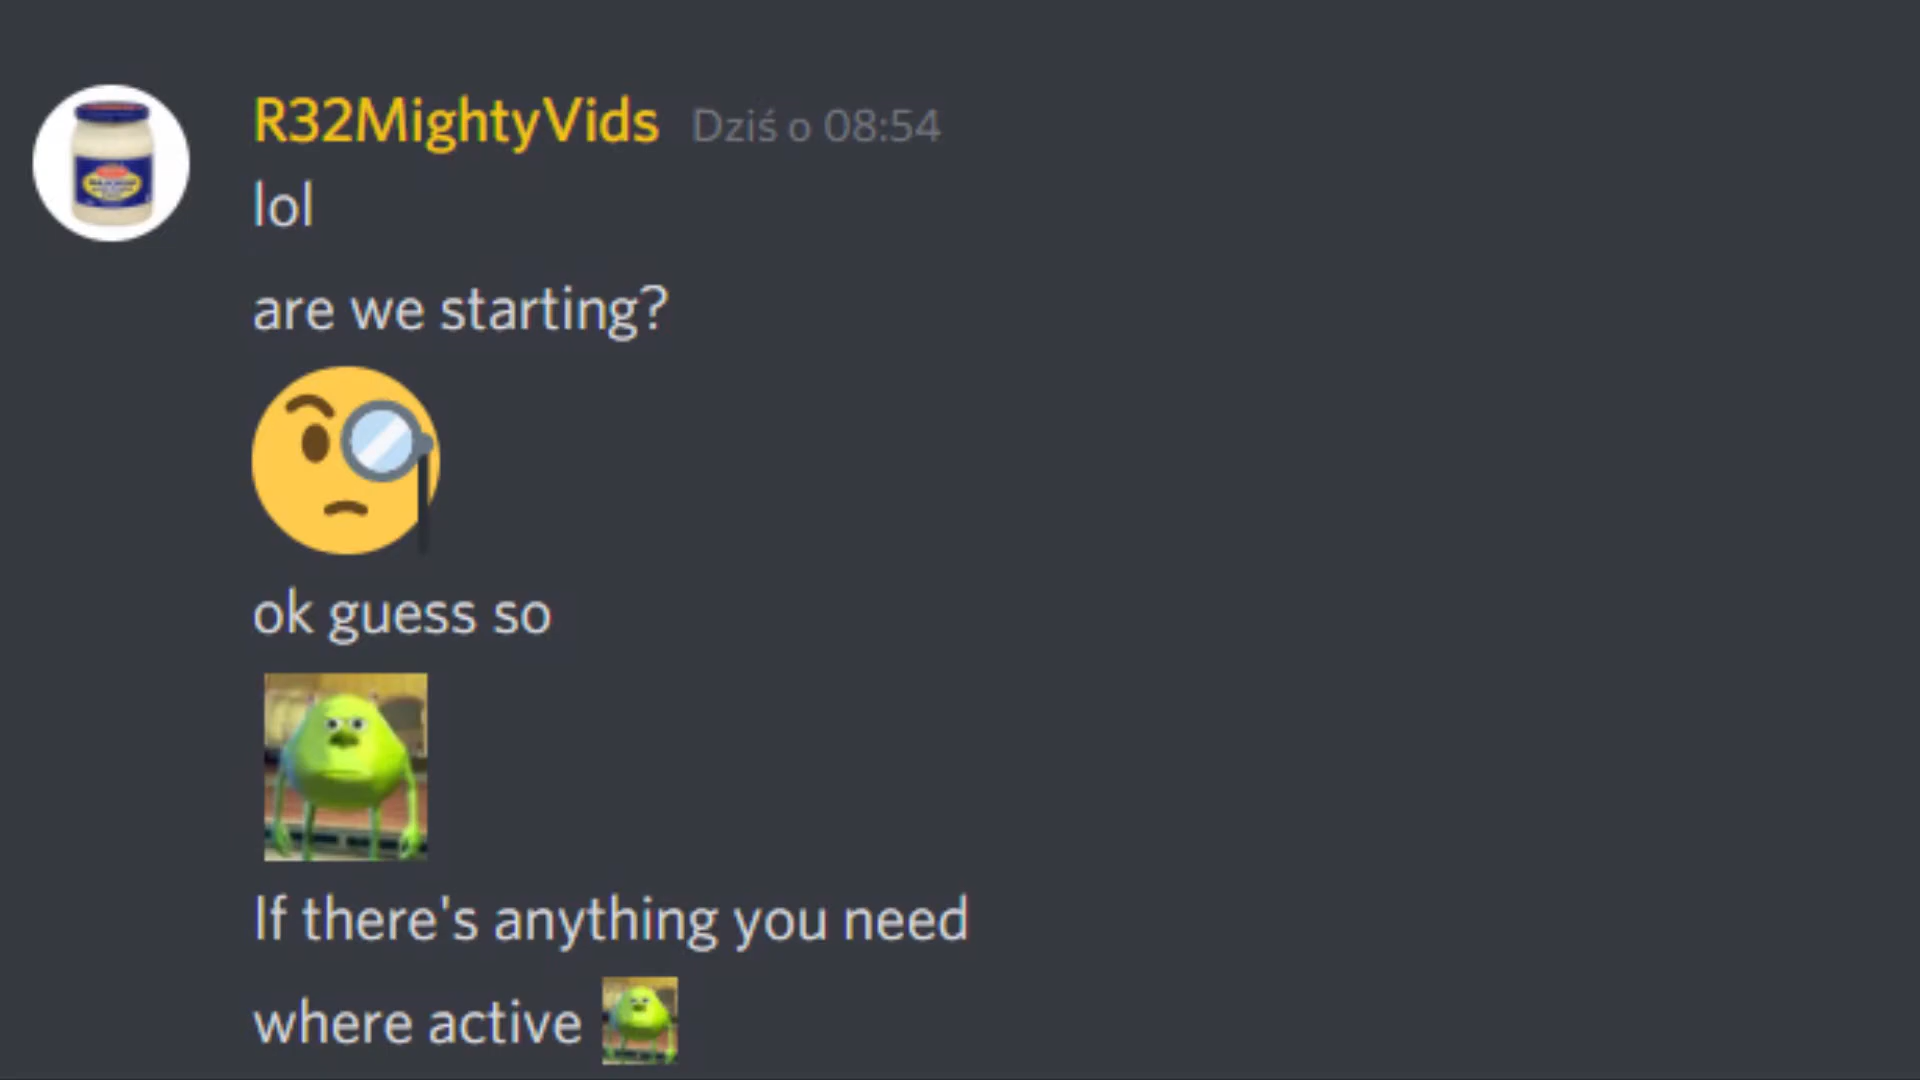 R32MightyVids Dziś o 08:54
lol
are we starting?
ok guess so
If there's anything you need
where active